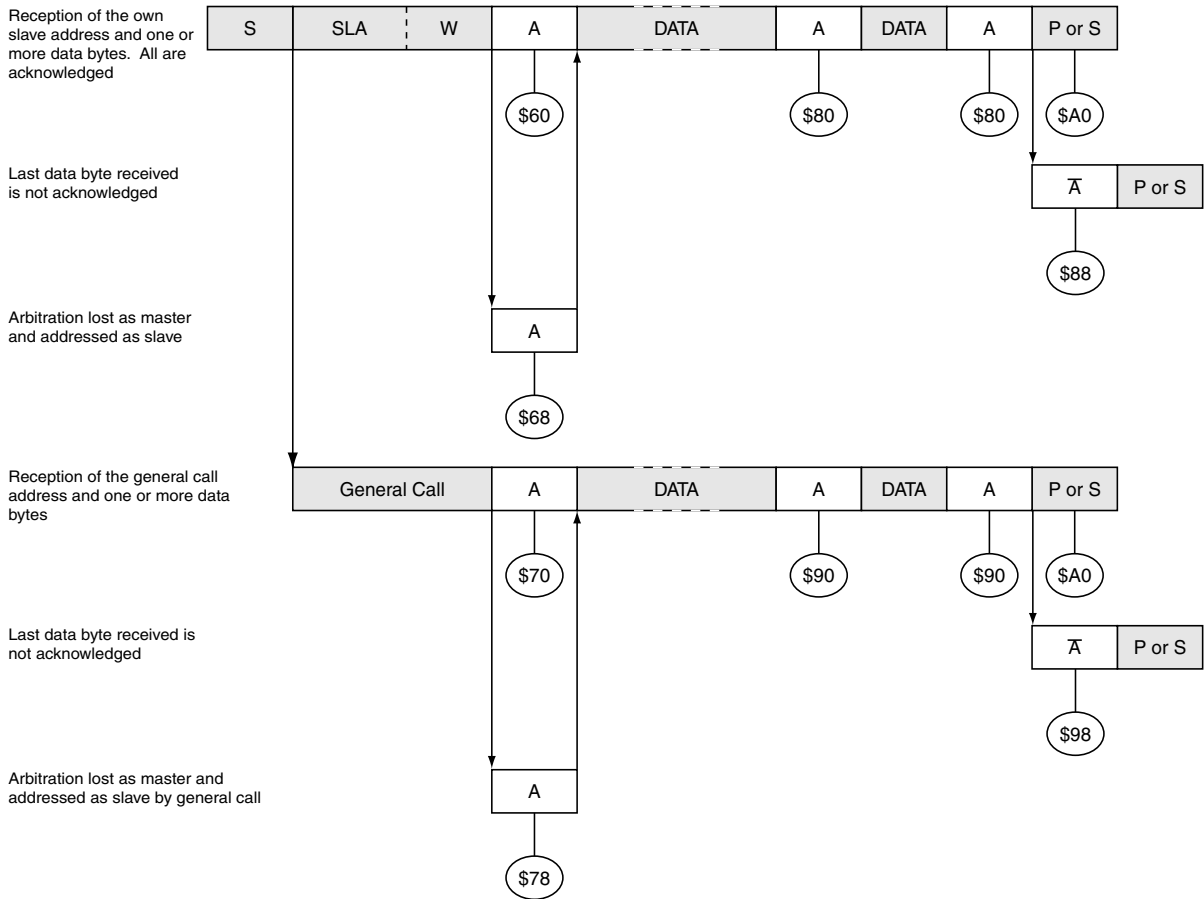 Reception of the own
slave address and one or
more data bytes. All are
acknowledged
S SLA W A DATA A DATA A P or S
$60 $80 $80 $A0
Last data byte received
is not acknowledged
A̅ P or S
$88
Arbitration lost as master
and addressed as slave
A
$68
Reception of the general call
address and one or more data
bytes
General Call A DATA A DATA A P or S
$70 $90 $90 $A0
Last data byte received is
not acknowledged
A̅ P or S
$98
Arbitration lost as master and
addressed as slave by general call
A
$78